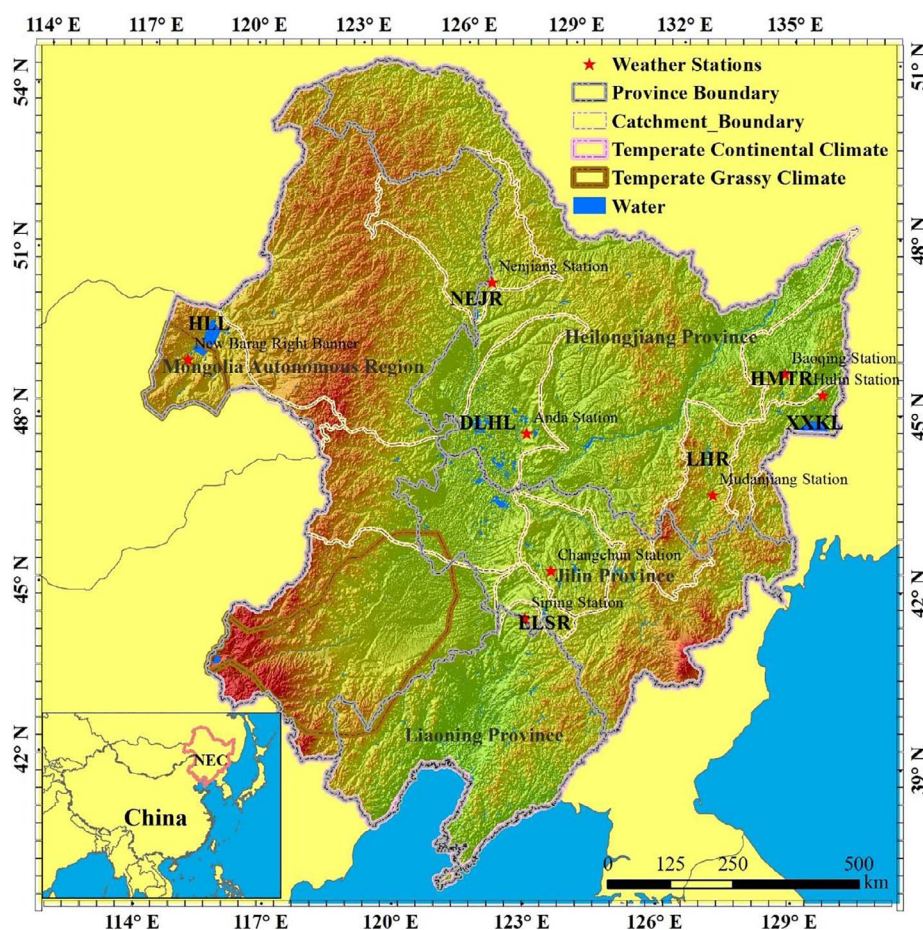 114° E 117° E 120° E 123° E 126° E 129° E 132° E 135° E
54° N
51° N
48° N
45° N
42° N
51° N
48° N
45° N
42° N
39° N
Weather Stations
Province Boundary
Catchment_Boundary
Temperate Continental Climate
Temperate Grassy Climate
Water
Nenjiang Station
NEJR
HLL
New Barag Right Banner
Mongolia Autonomous Region
Heilongjiang Province
Baoqing Station
HMTR
Hulin Station
DLHL
Anda Station
XXKL
LHR
Mudanjiang Station
Changchun Station
Jilin Province
Siping Station
ELSR
Liaoning Province
NEC
China
0 125 250 500
km
114° E 117° E 120° E 123° E 126° E 129° E